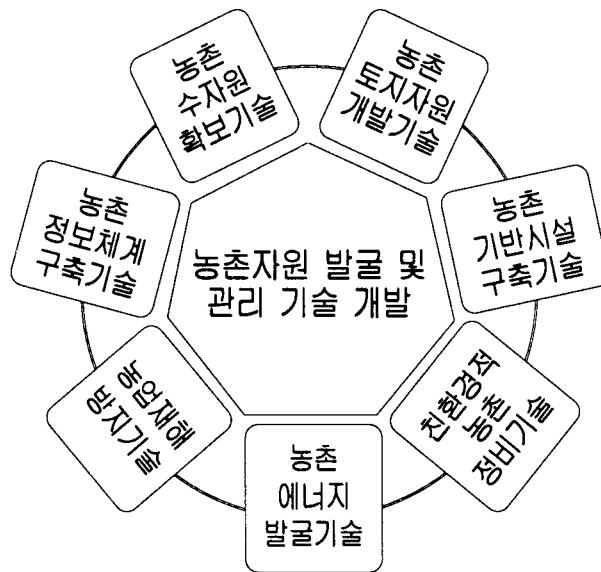 농촌
수자원
확보기술
농촌
토지자원
개발기술
농촌
정보체계
구축기술
농촌자원 발굴 및
관리 기술 개발
농촌
기반시설
구축기술
농업재해
방지기술
친환경적
농촌
정비기술
농촌
에너지
발굴기술